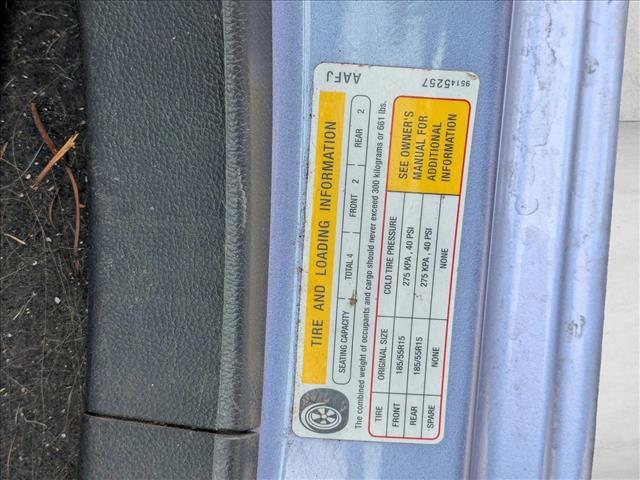 AAFJ
95145257
TIRE AND LOADING INFORMATION
SEATING CAPACITY TOTAL 4 FRONT 2 REAR 2
The combined weight of occupants and cargo should never exceed 300 kilograms or 661 lbs.
TIRE ORIGINAL SIZE COLD TIRE PRESSURE
FRONT 185/55R15 275 KPA , 40 PSI
REAR 185/55R15 275 KPA , 40 PSI
SPARE NONE NONE
SEE OWNER'S
MANUAL FOR
ADDITIONAL
INFORMATION